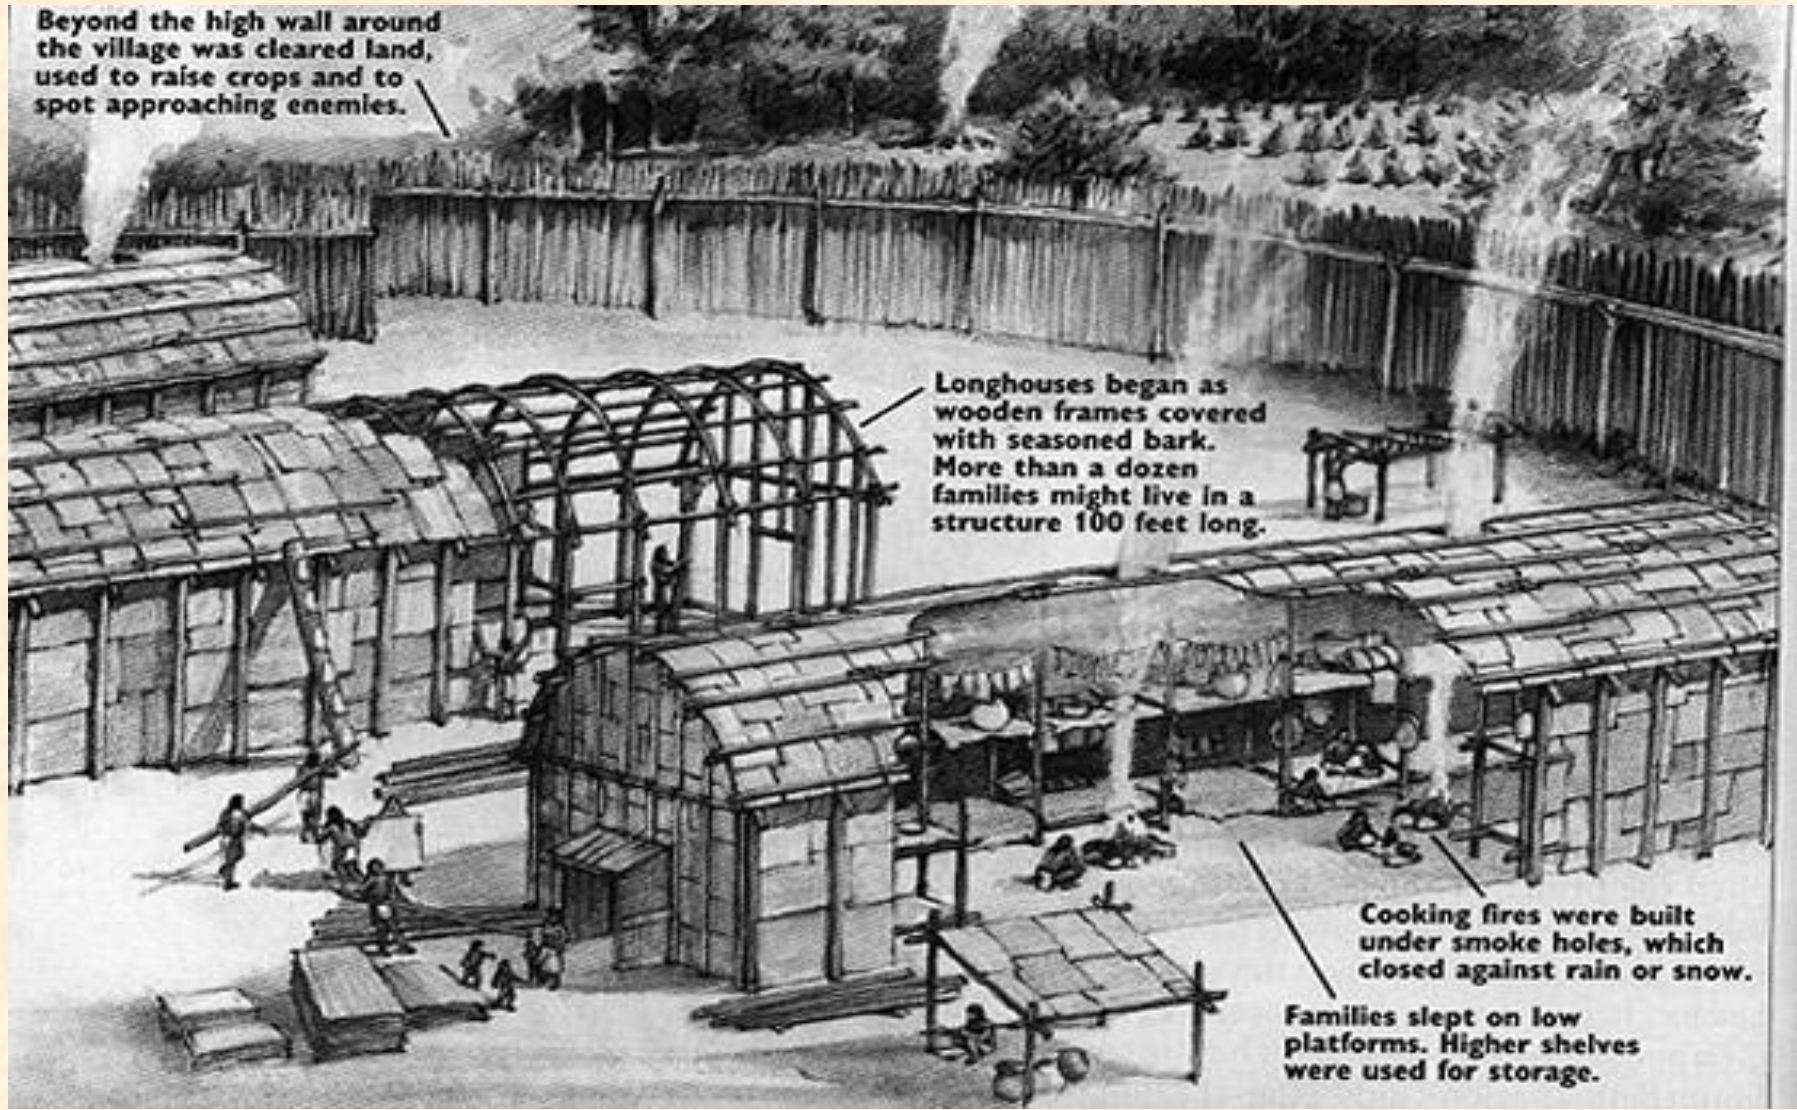 Beyond the high wall around
the village was cleared land,
used to raise crops and to
spot approaching enemies.
Longhouses began as
wooden frames covered
with seasoned bark.
More than a dozen
families might live in a
structure 100 feet long.
Cooking fires were built
under smoke holes, which
closed against rain or snow.
Families slept on low
platforms. Higher shelves
were used for storage.